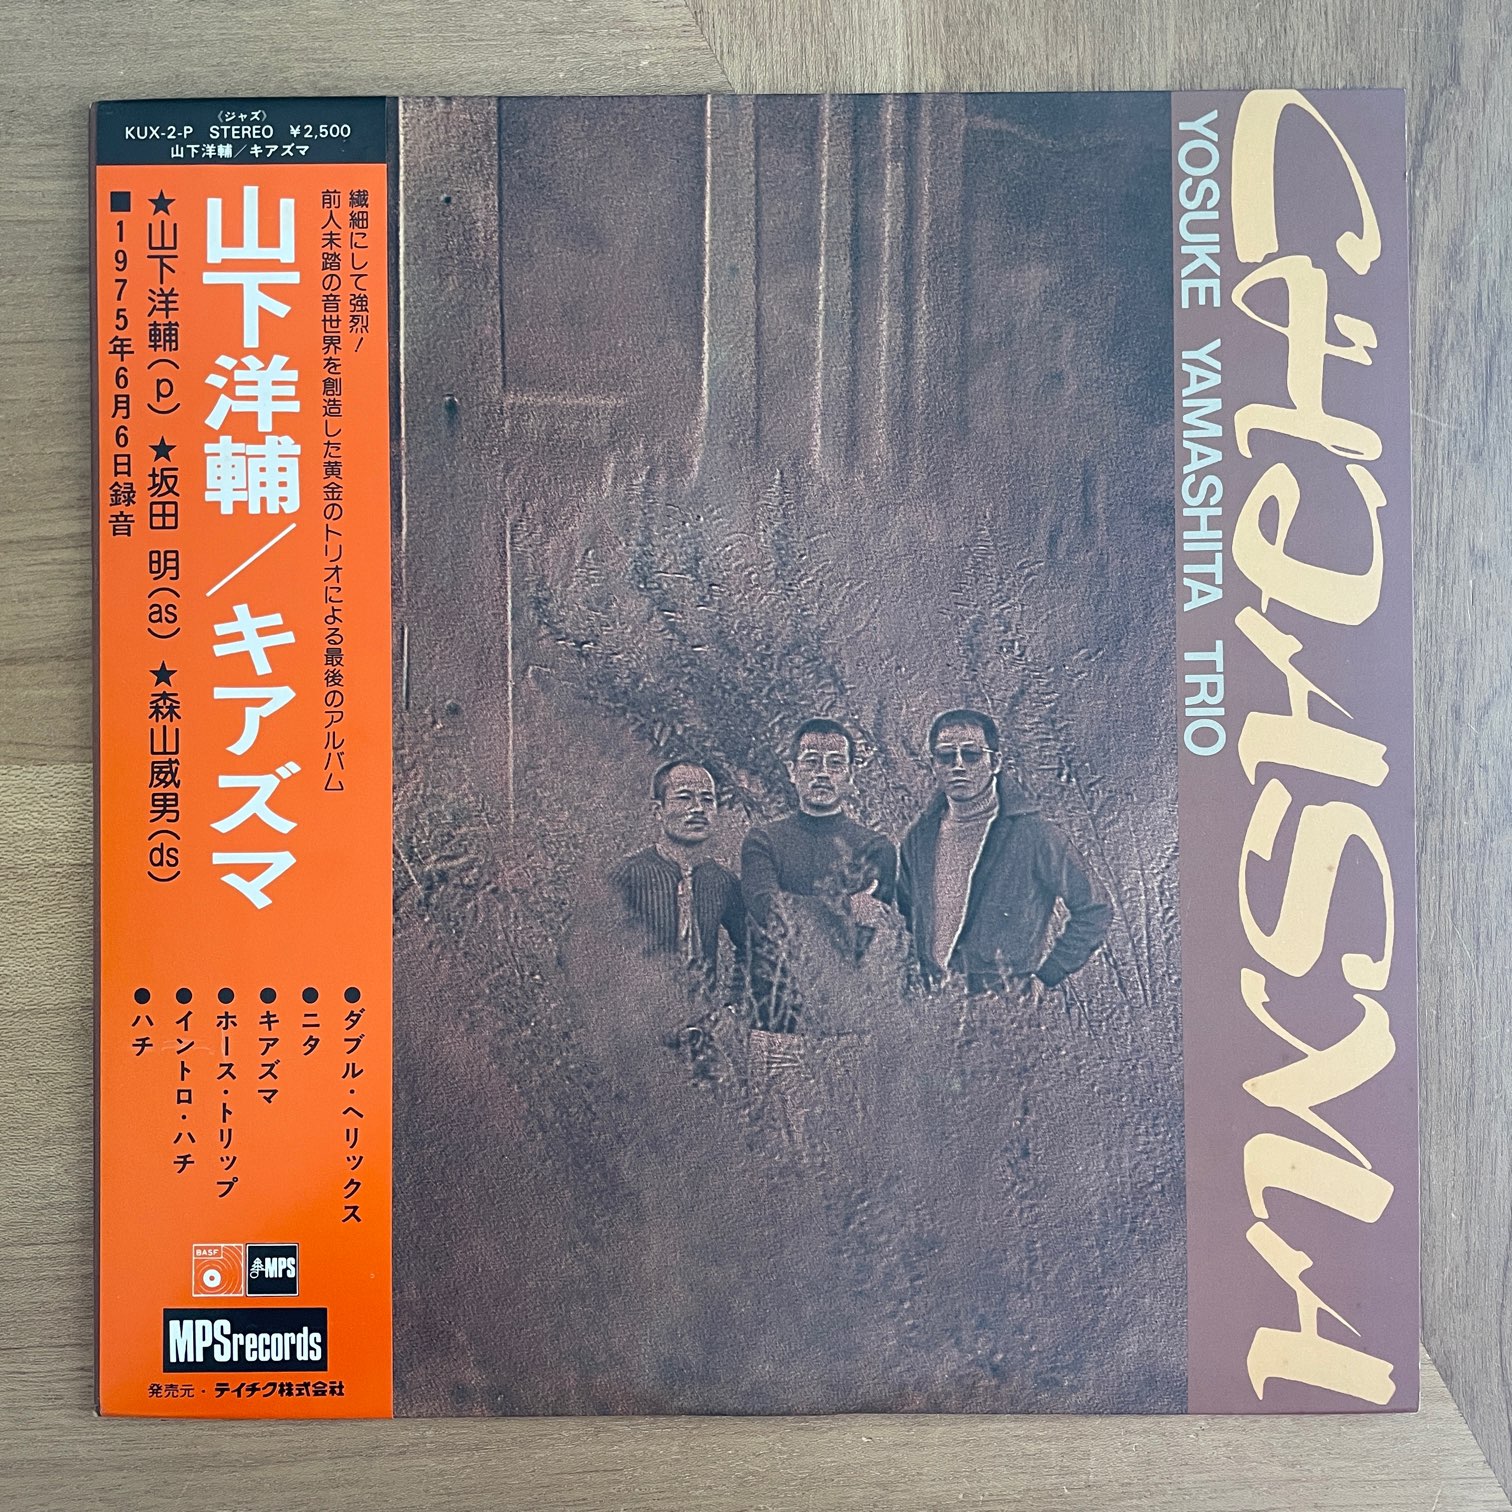 《ジャズ》
KUX-2-P STEREO ¥2,500
山下洋輔／キアズマ
繊細にして強烈！
前人未踏の音世界を創造した黄金のトリオによる最後のアルバム
山下洋輔／キアズマ
★山下洋輔(p) ★坂田 明(as) ★森山威男(ds)
■1975年6月6日録音
●ダブル・ヘリックス
●ニタ
●キアズマ
●ホース・トリップ
●イントロ・ハチ
●ハチ
BASF
MPS
MPSrecords
発売元・テイチク株式会社
CHIASMA
YOSUKE YAMASHITA TRIO